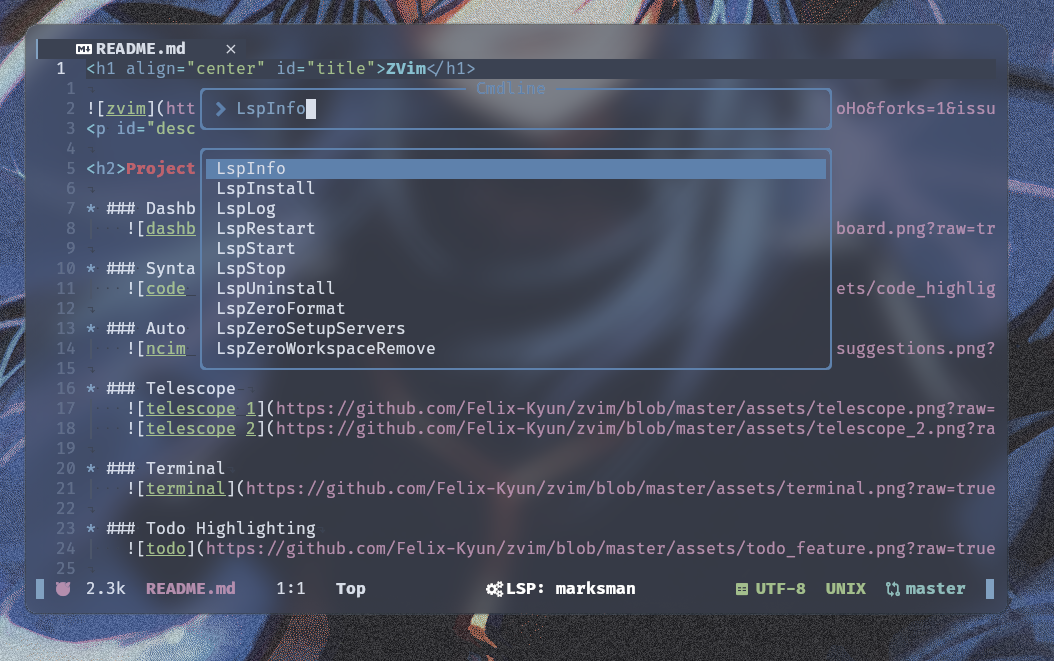 README.md ×
1 <h1 align="center" id="title">ZVim</h1>
Cmdline
1
❯ LspInfo
2 ![zvim](htt oHo&forks=1&issu
3 <p id="desc
4
5 <h2>Project
LspInfo
6
LspInstall
7 * ### Dashb
LspLog
8 ![dashb board.png?raw=tr
LspRestart
9
LspStart
10 * ### Synta
LspStop
11 ![code ets/code_highlig
LspUninstall
12
LspZeroFormat
13 * ### Auto
LspZeroSetupServers
14 ![ncim suggestions.png?
LspZeroWorkspaceRemove
15
16 * ### Telescope
17 ![telescope 1](https://github.com/Felix-Kyun/zvim/blob/master/assets/telescope.png?raw=
18 ![telescope 2](https://github.com/Felix-Kyun/zvim/blob/master/assets/telescope_2.png?ra
19
20 * ### Terminal
21 ![terminal](https://github.com/Felix-Kyun/zvim/blob/master/assets/terminal.png?raw=true
22
23 * ### Todo Highlighting
24 ![todo](https://github.com/Felix-Kyun/zvim/blob/master/assets/todo_feature.png?raw=true
25
2.3k README.md 1:1 Top LSP: marksman UTF-8 UNIX master